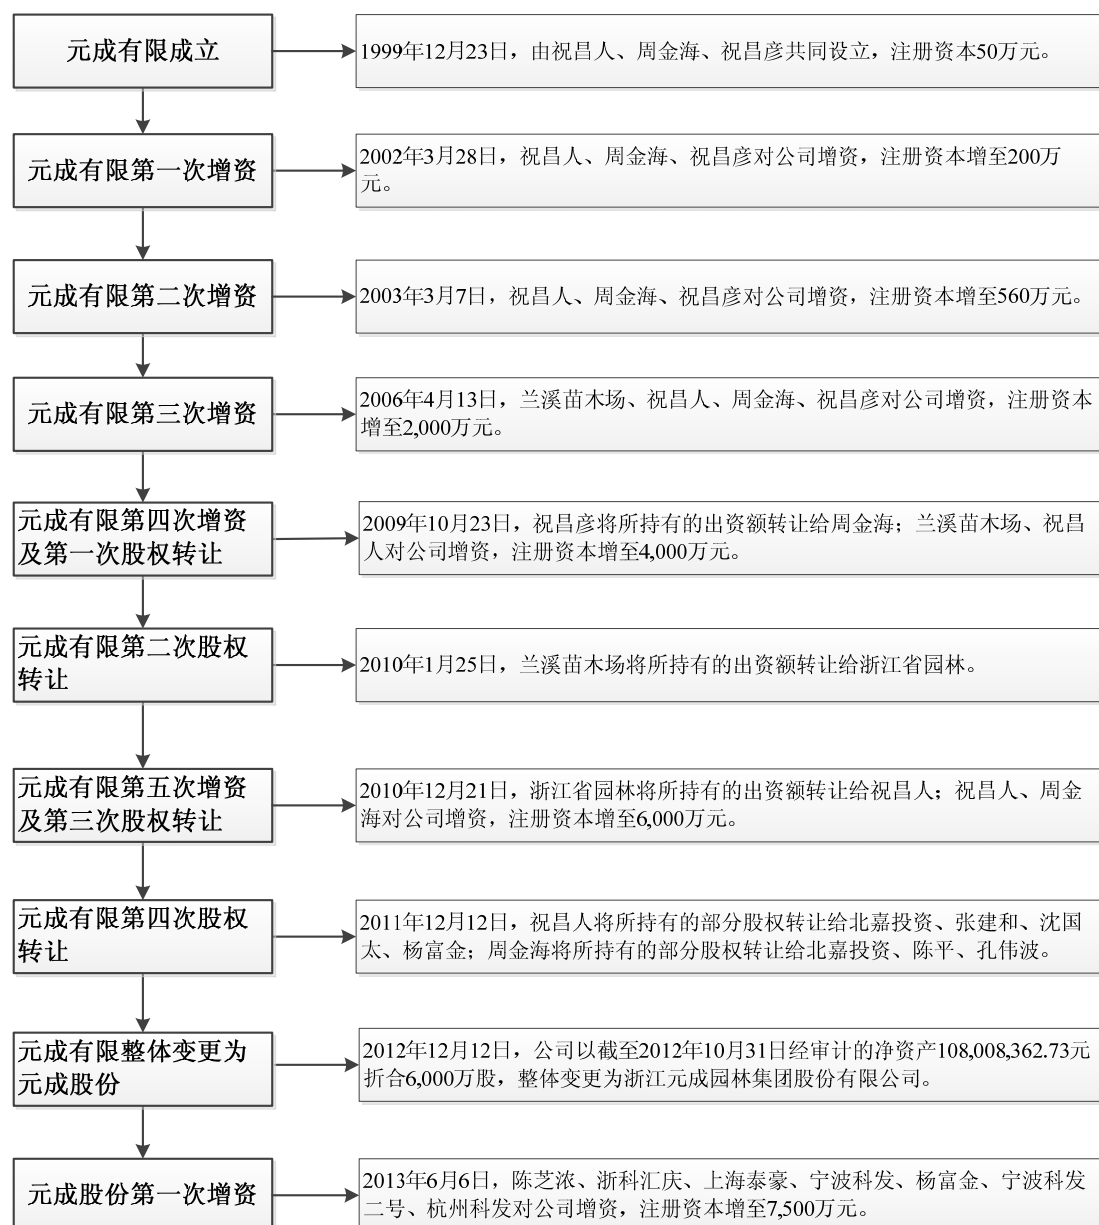 元成有限成立
1999年12月23日，由祝昌人、周金海、祝昌彦共同设立，注册资本50万元。
元成有限第一次增资
2002年3月28日，祝昌人、周金海、祝昌彦对公司增资，注册资本增至200万
元。
元成有限第二次增资
2003年3月7日，祝昌人、周金海、祝昌彦对公司增资，注册资本增至560万元。
元成有限第三次增资
2006年4月13日，兰溪苗木场、祝昌人、周金海、祝昌彦对公司增资，注册资本
增至2,000万元。
元成有限第四次增资
及第一次股权转让
2009年10月23日，祝昌彦将所持有的出资额转让给周金海；兰溪苗木场、祝昌
人对公司增资，注册资本增至4,000万元。
元成有限第二次股权
转让
2010年1月25日，兰溪苗木场将所持有的出资额转让给浙江省园林。
元成有限第五次增资
及第三次股权转让
2010年12月21日，浙江省园林将所持有的出资额转让给祝昌人；祝昌人、周金
海对公司增资，注册资本增至6,000万元。
元成有限第四次股权
转让
2011年12月12日，祝昌人将所持有的部分股权转让给北嘉投资、张建和、沈国
太、杨富金；周金海将所持有的部分股权转让给北嘉投资、陈平、孔伟波。
元成有限整体变更为
元成股份
2012年12月12日，公司以截至2012年10月31日经审计的净资产108,008,362.73元
折合6,000万股，整体变更为浙江元成园林集团股份有限公司。
元成股份第一次增资
2013年6月6日，陈芝浓、浙科汇庆、上海泰豪、宁波科发、杨富金、宁波科发
二号、杭州科发对公司增资，注册资本增至7,500万元。